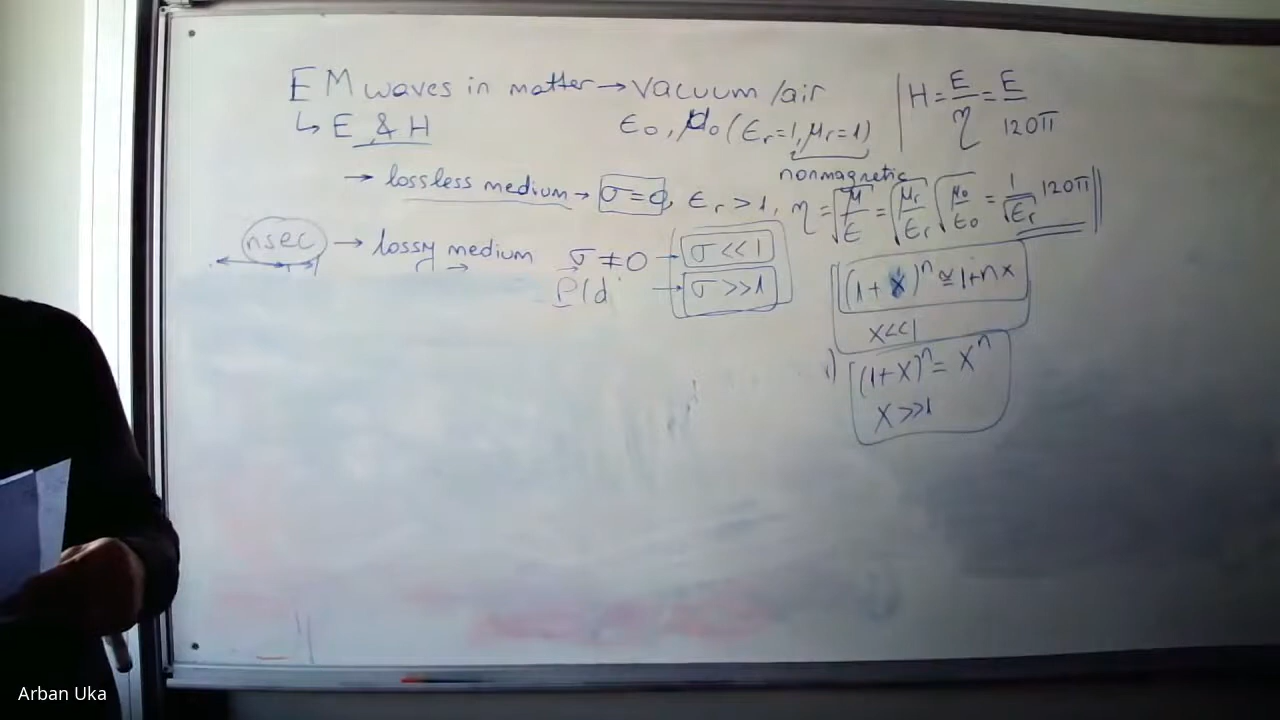 EM waves in matter → vacuum/air
↳ E & H
ε₀, μ₀ (εᵣ=1, μᵣ=1)
nonmagnetic
H = E/η = E/120π
→ lossless medium → σ=0, εᵣ>1, η = √(μ/ε) = √(μᵣ/εᵣ) √(μ₀/ε₀) = 1/√εᵣ 120π
nsec → lossy medium σ ≠ 0 → σ <<1
→ σ >>1
(1+x)ⁿ ≅ 1+nx
x<<1
(1+x)ⁿ = xⁿ
x>>1
Arban Uka